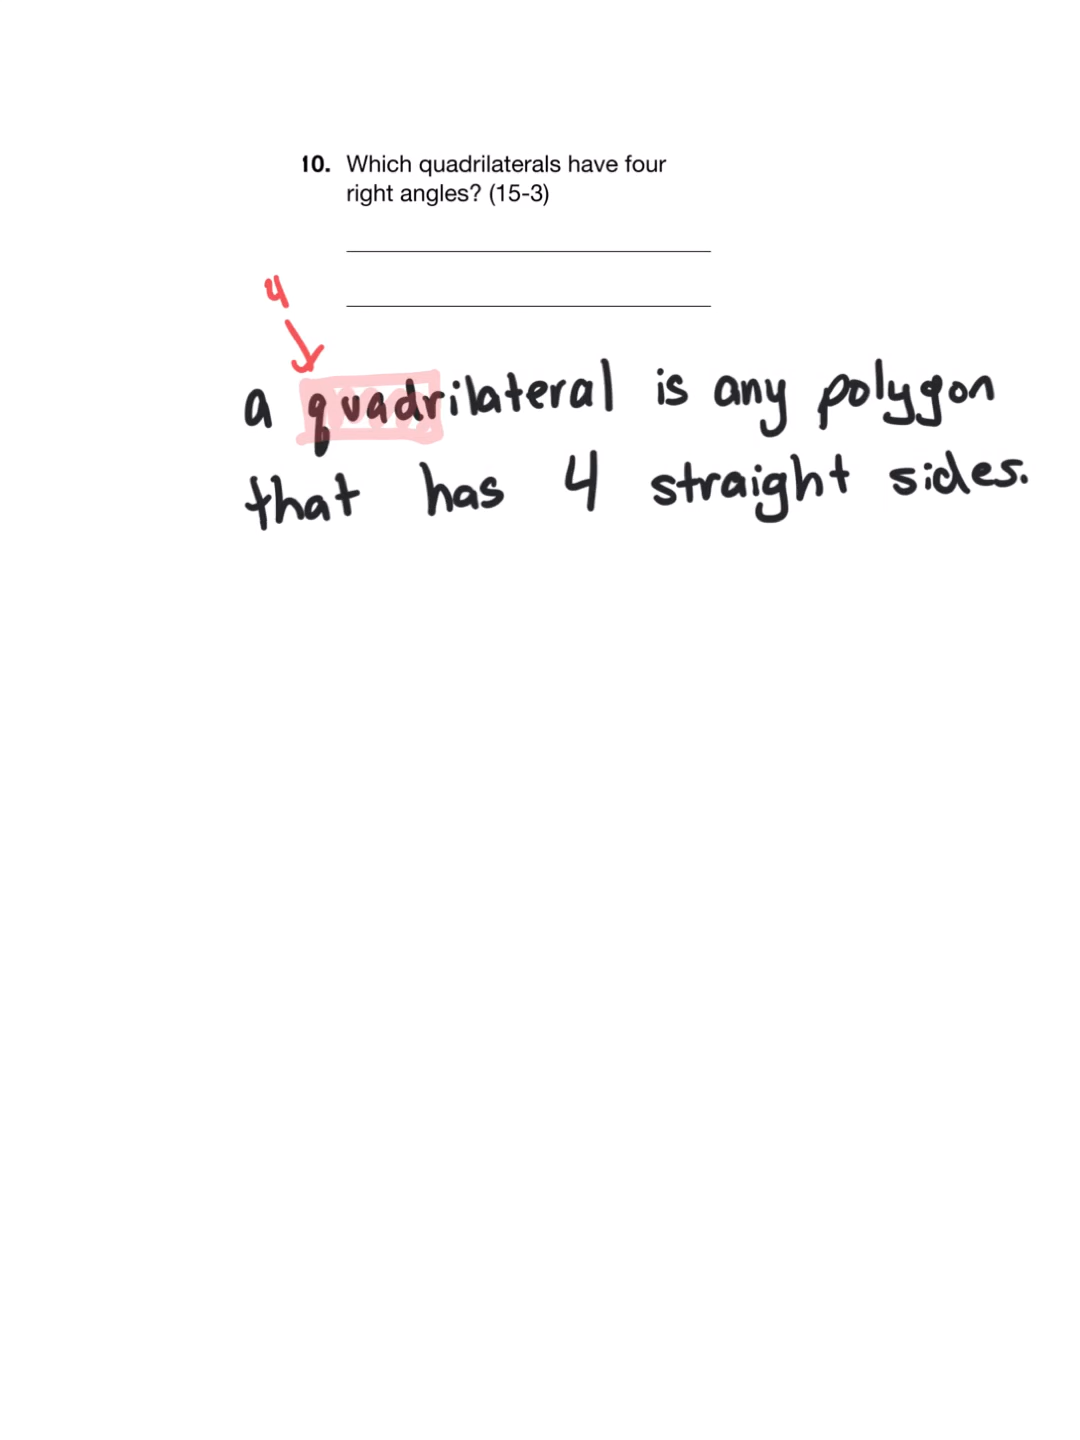 10. Which quadrilaterals have four
right angles? (15-3)
4
a quadrilateral is any polygon
that has 4 straight sides.